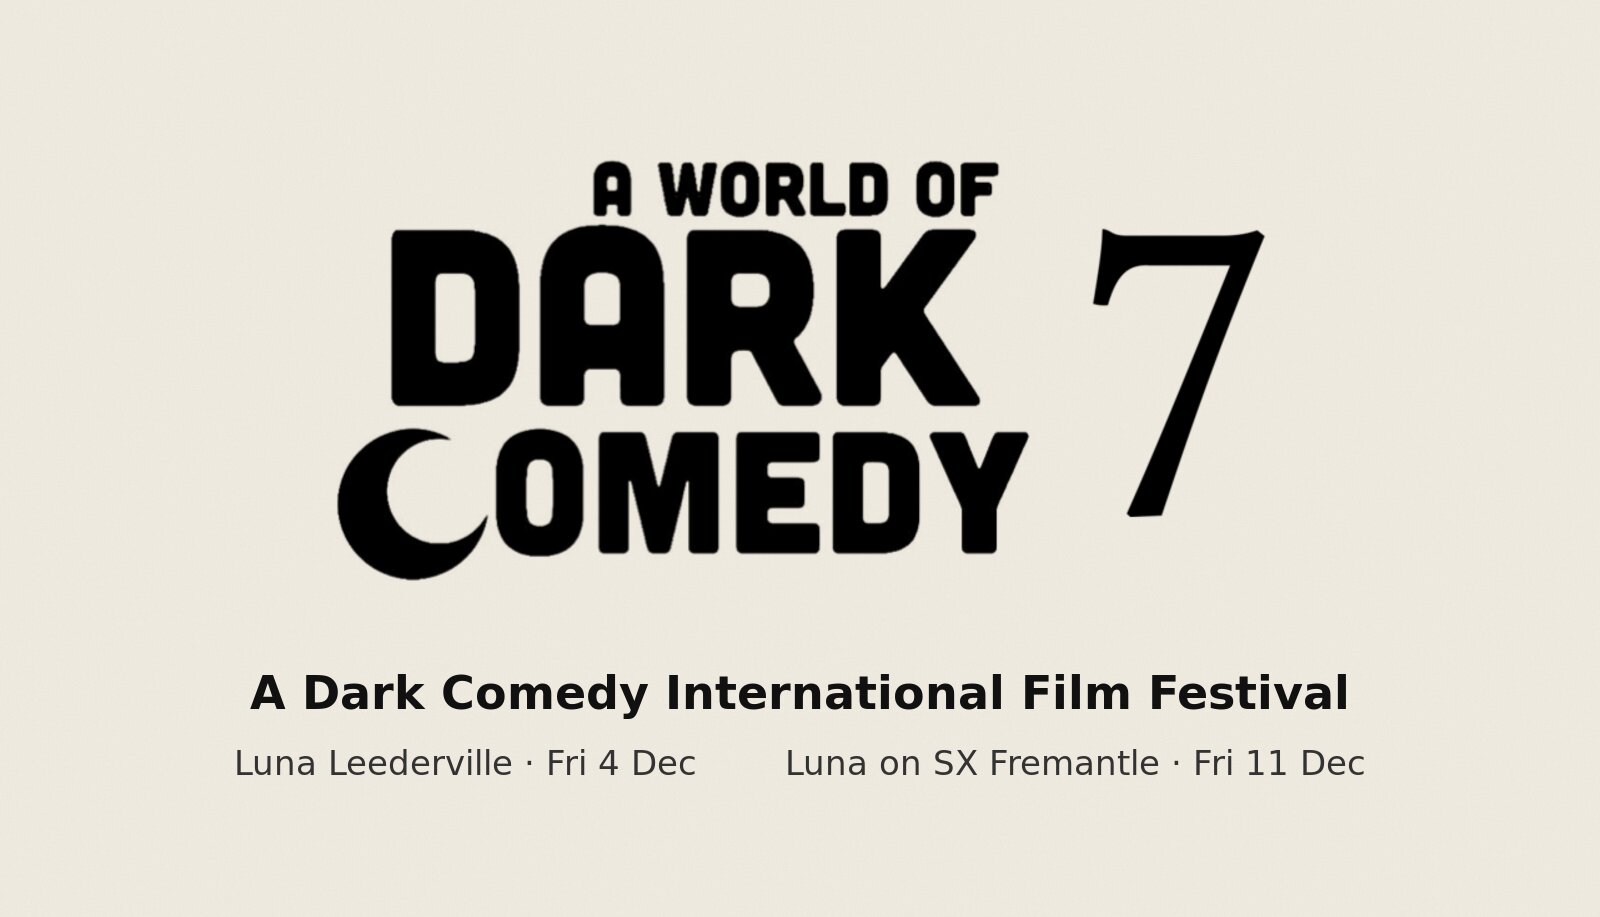 A WORLD OF
DARK 7
COMEDY
A Dark Comedy International Film Festival
Luna Leederville · Fri 4 Dec
Luna on SX Fremantle · Fri 11 Dec